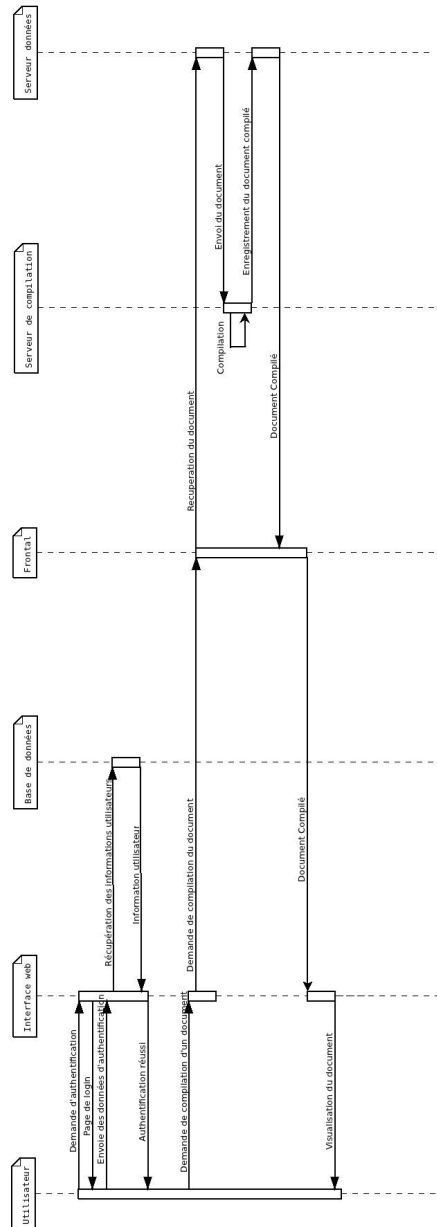 Serveur données
Serveur de compilation
Frontal
Base de données
Interface web
Utilisateur
Demande d'authentification
Page de login
Envoie des données d'authentification
Récupération des informations utilisateurs
Information utilisateur
Authentification réussi
Demande de compilation d'un document
Demande de compilation du document
Recuperation du document
Envoi du document
Compilation
Enregistrement du document compilé
Document Compilé
Document Compilé
Visualisation du document